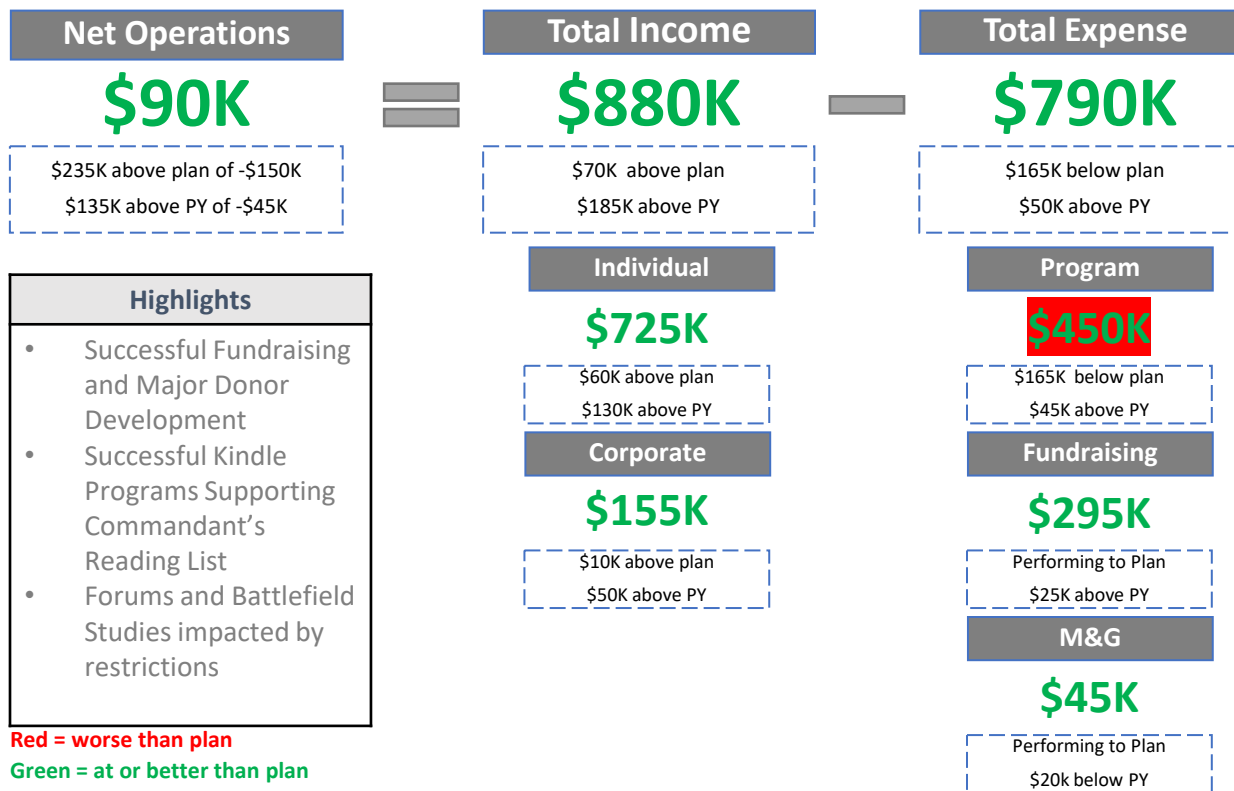 Net Operations
$90K
$235K above plan of -$150K
$135K above PY of -$45K
Total Income
$880K
$70K above plan
$185K above PY
Total Expense
$790K
$165K below plan
$50K above PY
Highlights
• Successful Fundraising
and Major Donor
Development
• Successful Kindle
Programs Supporting
Commandant’s
Reading List
• Forums and Battlefield
Studies impacted by
restrictions
Red = worse than plan
Green = at or better than plan
Individual
$725K
$60K above plan
$130K above PY
Corporate
$155K
$10K above plan
$50K above PY
Program
$450K
$165K below plan
$45K above PY
Fundraising
$295K
Performing to Plan
$25K above PY
M&G
$45K
Performing to Plan
$20k below PY